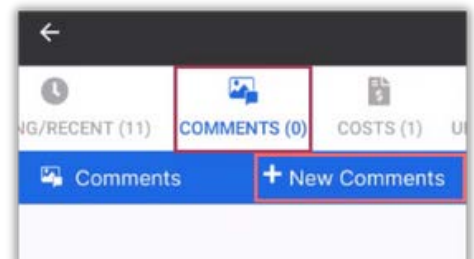 NG/RECENT (11) COMMENTS (0) COSTS (1)
Comments + New Comments